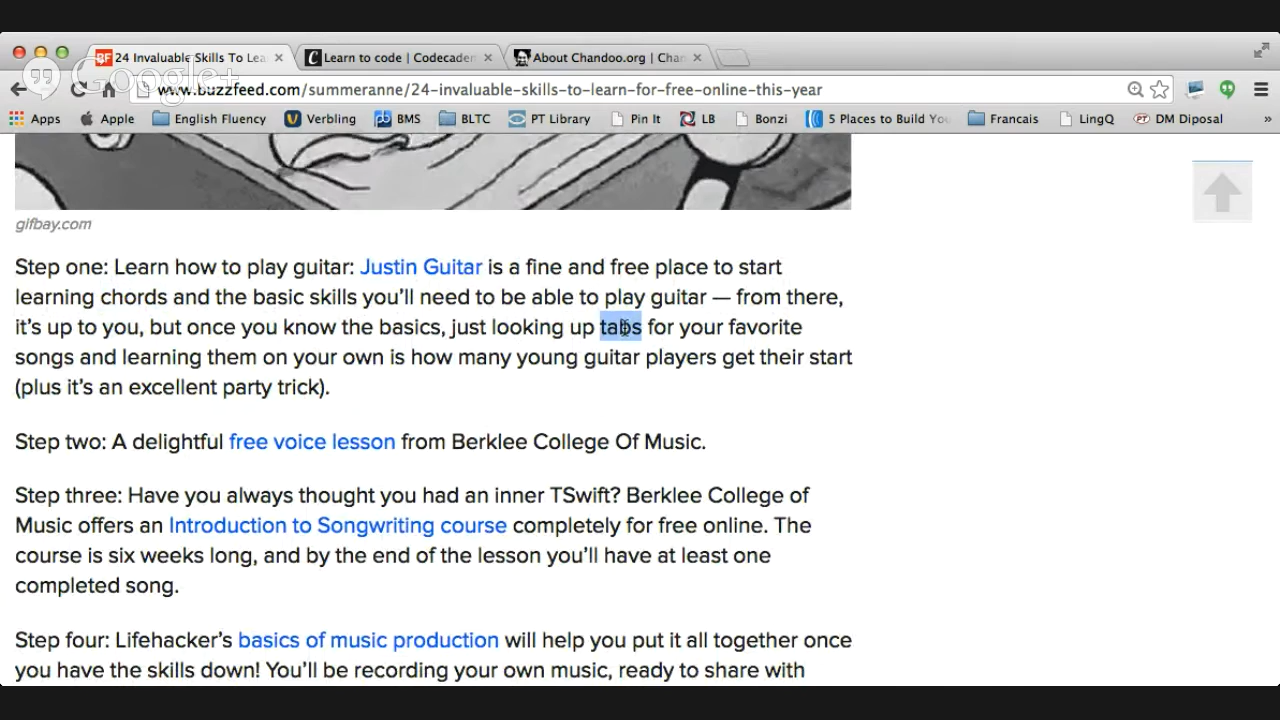 24 Invaluable Skills To Lea
Learn to code | Codecader
About Chandoo.org | Chan
Google+
www.buzzfeed.com/summeranne/24-invaluable-skills-to-learn-for-free-online-this-year
Apps Apple English Fluency Verbling BMS BLTC PT Library Pin It LB Bonzi 5 Places to Build Yo Francais LingQ DM Diposal »
gifbay.com
Step one: Learn how to play guitar: Justin Guitar is a fine and free place to start
learning chords and the basic skills you'll need to be able to play guitar — from there,
it's up to you, but once you know the basics, just looking up tabs for your favorite
songs and learning them on your own is how many young guitar players get their start
(plus it's an excellent party trick).
Step two: A delightful free voice lesson from Berklee College Of Music.
Step three: Have you always thought you had an inner TSwift? Berklee College of
Music offers an Introduction to Songwriting course completely for free online. The
course is six weeks long, and by the end of the lesson you'll have at least one
completed song.
Step four: Lifehacker's basics of music production will help you put it all together once
you have the skills down! You'll be recording your own music, ready to share with